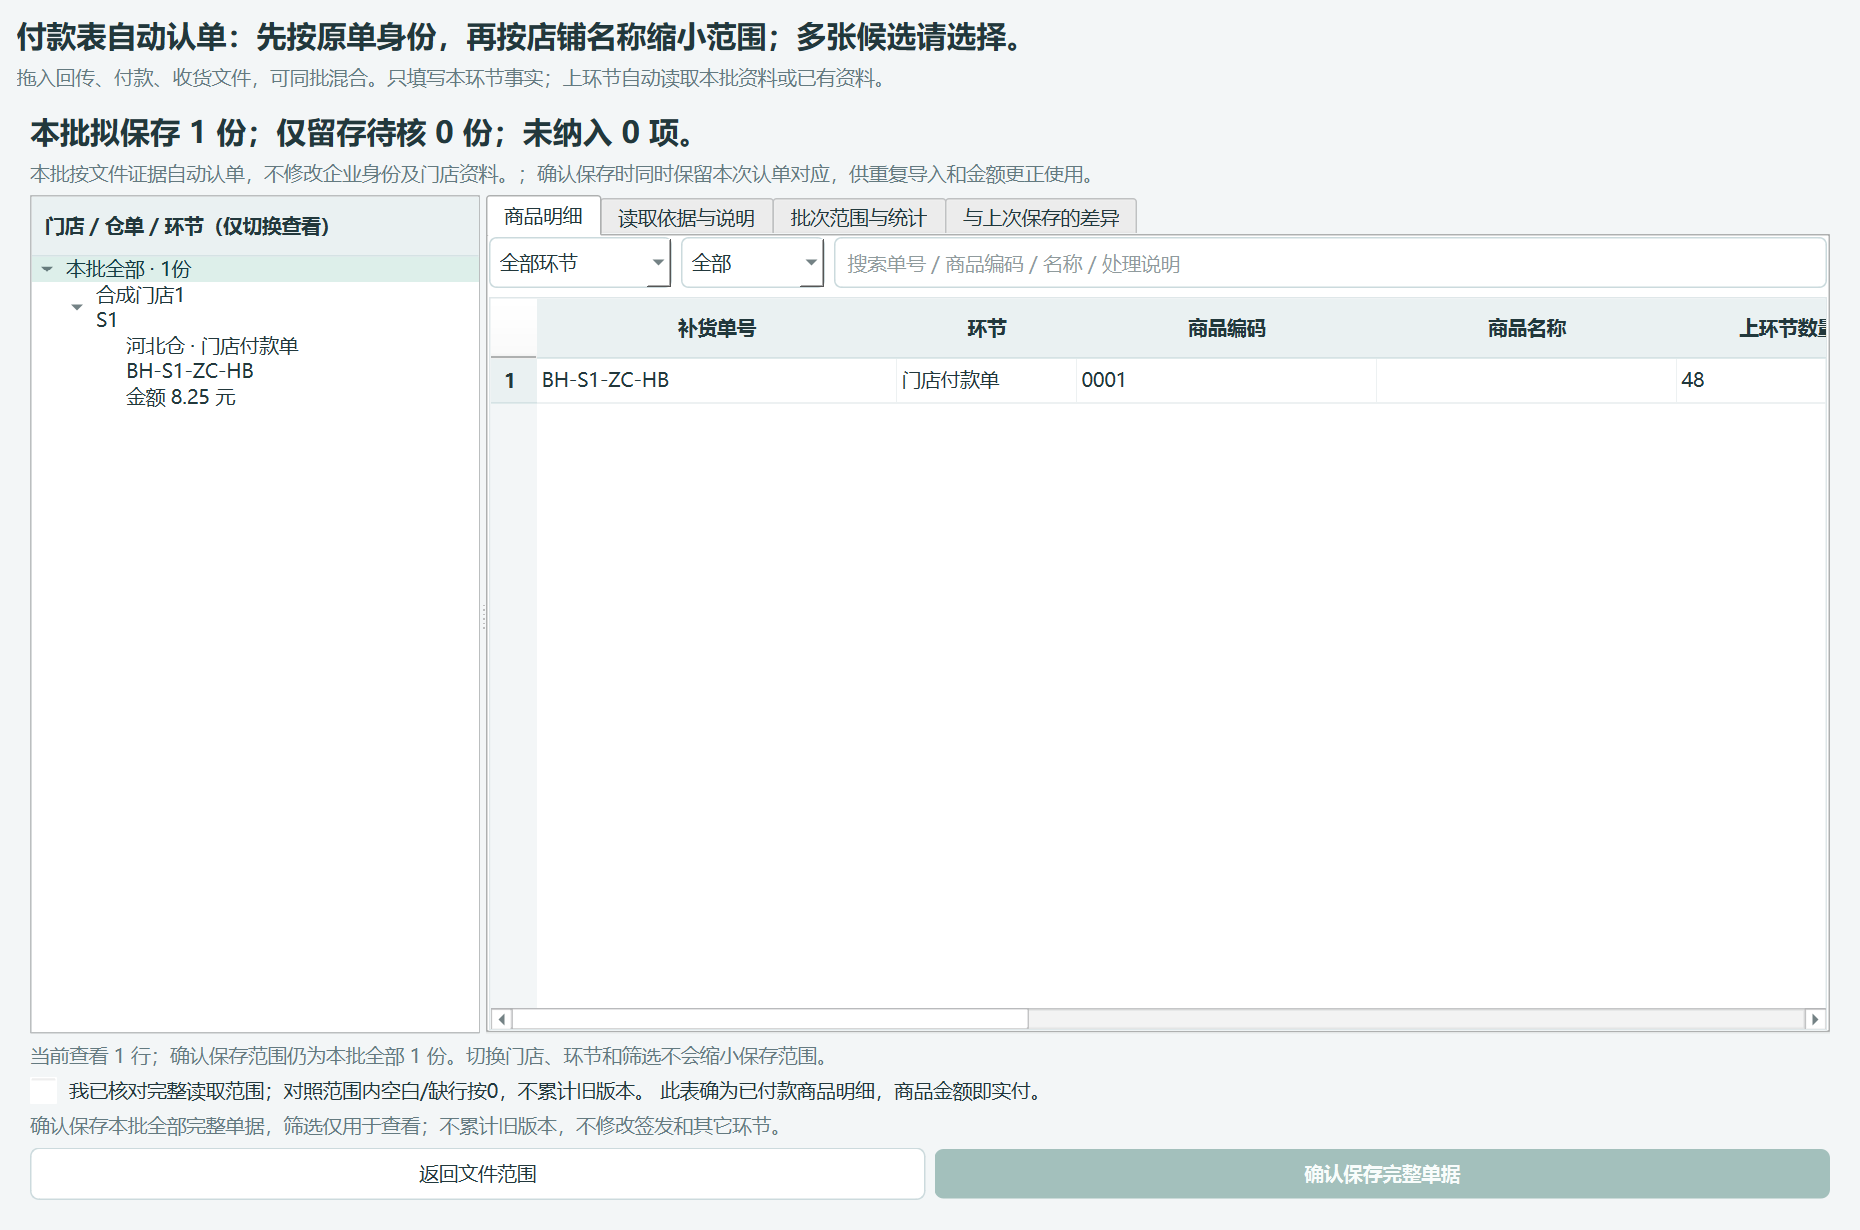 付款表自动认单：先按原单身份，再按店铺名称缩小范围；多张候选请选择。
拖入回传、付款、收货文件，可同批混合。只填写本环节事实；上环节自动读取本批资料或已有资料。
本批拟保存 1 份；仅留存待核 0 份；未纳入 0 项。
本批按文件证据自动认单，不修改企业身份及门店资料。；确认保存时同时保留本次认单对应，供重复导入和金额更正使用。
门店 / 仓单 / 环节（仅切换查看）
本批全部 · 1份
合成门店1
S1
河北仓 · 门店付款单
BH-S1-ZC-HB
金额 8.25 元
商品明细 读取依据与说明 批次范围与统计 与上次保存的差异
全部环节 全部 搜索单号 / 商品编码 / 名称 / 处理说明
补货单号 环节 商品编码 商品名称 上环节数量
1 BH-S1-ZC-HB 门店付款单 0001 48
当前查看 1 行；确认保存范围仍为本批全部 1 份。切换门店、环节和筛选不会缩小保存范围。
我已核对完整读取范围；对照范围内空白/缺行按0，不累计旧版本。 此表确为已付款商品明细，商品金额即实付。
确认保存本批全部完整单据，筛选仅用于查看；不累计旧版本，不修改签发和其它环节。
返回文件范围 确认保存完整单据